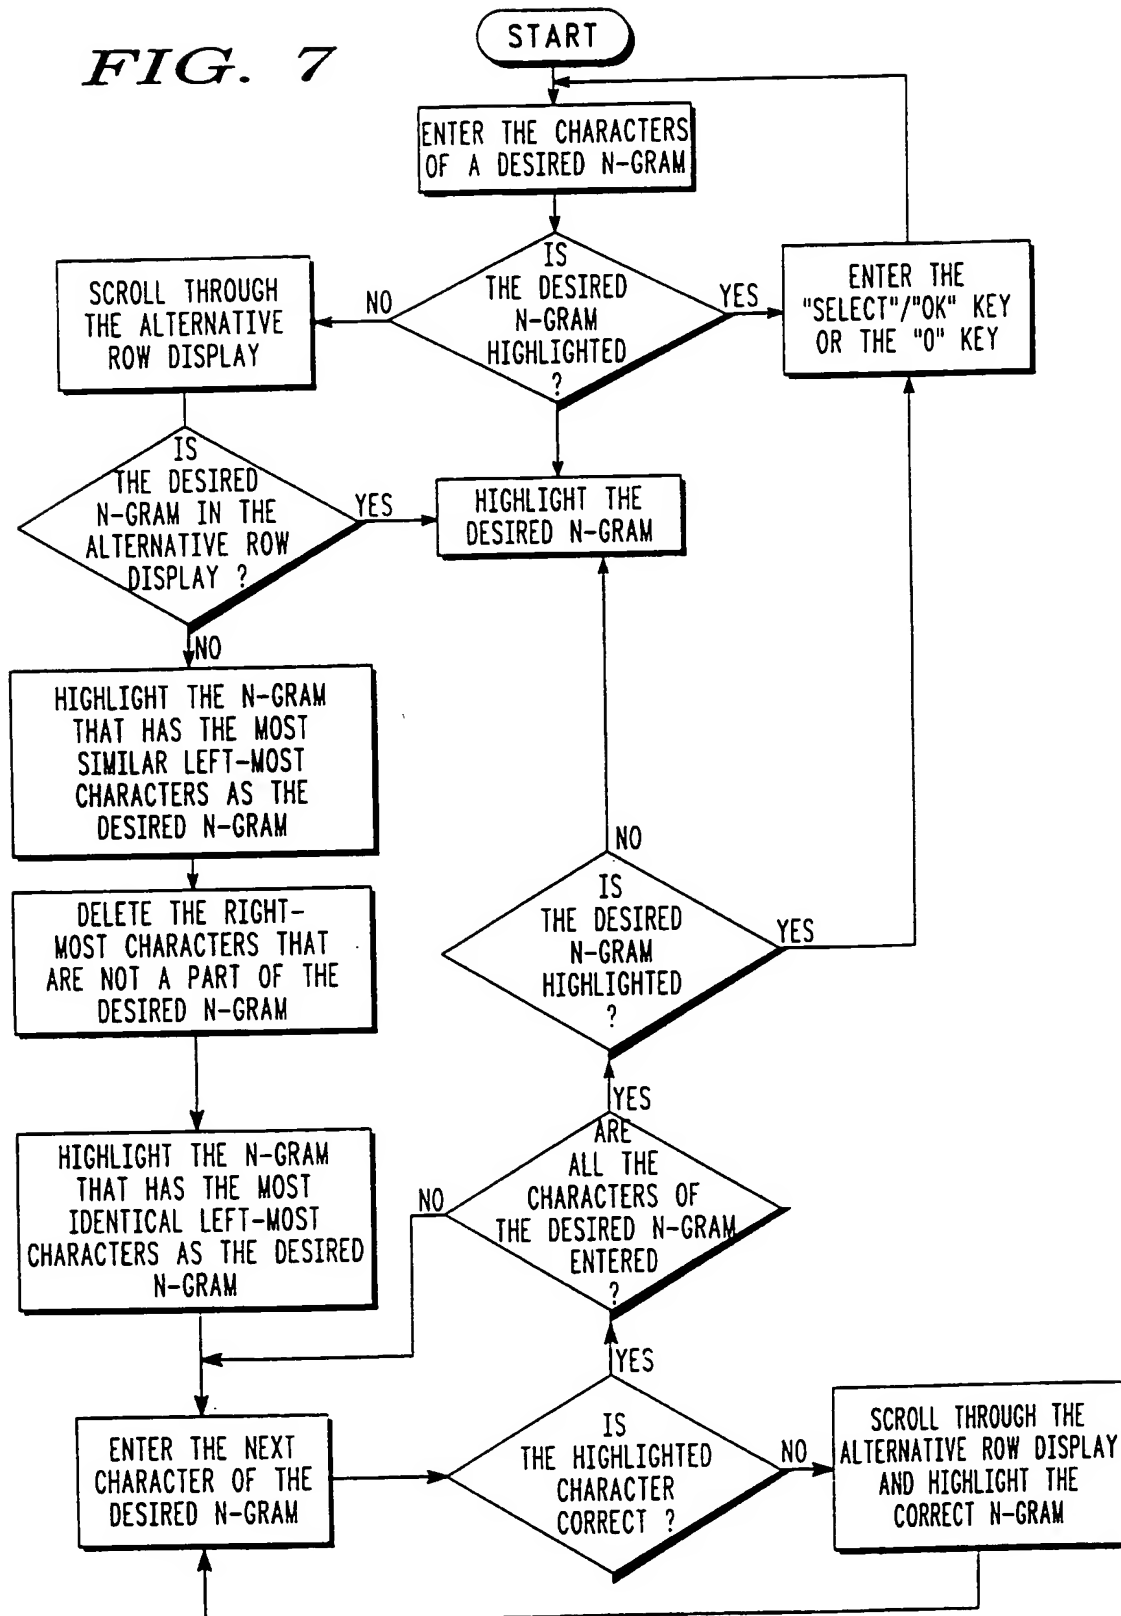 FIG. 7
START
ENTER THE CHARACTERS
OF A DESIRED N-GRAM
IS
THE DESIRED
N-GRAM
HIGHLIGHTED
?
NO
YES
SCROLL THROUGH
THE ALTERNATIVE
ROW DISPLAY
ENTER THE
"SELECT"/"OK" KEY
OR THE "0" KEY
IS
THE DESIRED
N-GRAM IN THE
ALTERNATIVE ROW
DISPLAY ?
YES
NO
HIGHLIGHT THE
DESIRED N-GRAM
HIGHLIGHT THE N-GRAM
THAT HAS THE MOST
SIMILAR LEFT-MOST
CHARACTERS AS THE
DESIRED N-GRAM
DELETE THE RIGHT-
MOST CHARACTERS THAT
ARE NOT A PART OF THE
DESIRED N-GRAM
NO
IS
THE DESIRED
N-GRAM
HIGHLIGHTED
?
YES
HIGHLIGHT THE N-GRAM
THAT HAS THE MOST
IDENTICAL LEFT-MOST
CHARACTERS AS THE DESIRED
N-GRAM
YES
ARE
ALL THE
CHARACTERS OF
THE DESIRED N-GRAM
ENTERED
?
NO
YES
ENTER THE NEXT
CHARACTER OF THE
DESIRED N-GRAM
IS
THE HIGHLIGHTED
CHARACTER
CORRECT ?
NO
SCROLL THROUGH THE
ALTERNATIVE ROW DISPLAY
AND HIGHLIGHT THE
CORRECT N-GRAM